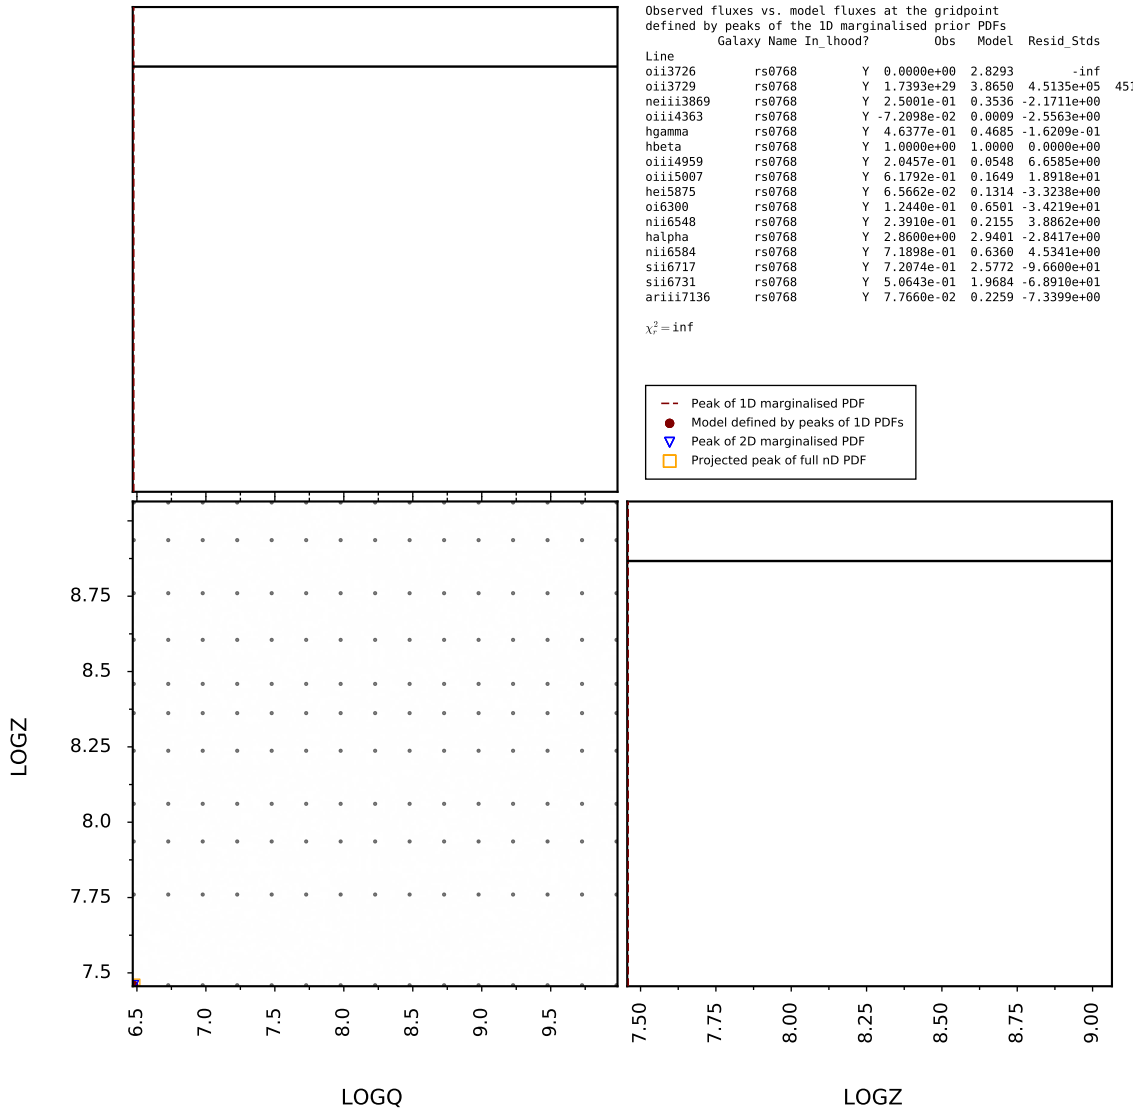 Observed fluxes vs. model fluxes at the gridpoint
defined by peaks of the 1D marginalised prior PDFs
Galaxy Name In_lhood? Obs Model Resid_Stds
Line
oii3726 rs0768 Y 0.0000e+00 2.8293 -inf
oii3729 rs0768 Y 1.7393e+29 3.8650 4.5135e+05 451
neiii3869 rs0768 Y 2.5001e-01 0.3536 -2.1711e+00
oiii4363 rs0768 Y -7.2098e-02 0.0009 -2.5563e+00
hgamma rs0768 Y 4.6377e-01 0.4685 -1.6209e-01
hbeta rs0768 Y 1.0000e+00 1.0000 0.0000e+00
oiii4959 rs0768 Y 2.0457e-01 0.0548 6.6585e+00
oiii5007 rs0768 Y 6.1792e-01 0.1649 1.8918e+01
hei5875 rs0768 Y 6.5662e-02 0.1314 -3.3238e+00
oi6300 rs0768 Y 1.2440e-01 0.6501 -3.4219e+01
nii6548 rs0768 Y 2.3910e-01 0.2155 3.8862e+00
halpha rs0768 Y 2.8600e+00 2.9401 -2.8417e+00
nii6584 rs0768 Y 7.1898e-01 0.6360 4.5341e+00
sii6717 rs0768 Y 7.2074e-01 2.5772 -9.6600e+01
sii6731 rs0768 Y 5.0643e-01 1.9684 -6.8910e+01
ariii7136 rs0768 Y 7.7660e-02 0.2259 -7.3399e+00
χ²ᵣ = inf
Peak of 1D marginalised PDF
Model defined by peaks of 1D PDFs
Peak of 2D marginalised PDF
Projected peak of full nD PDF
8.75
8.5
8.25
8.0
7.75
7.5
LOGZ
6.5 7.0 7.5 8.0 8.5 9.0 9.5
LOGQ
7.50 7.75 8.00 8.25 8.50 8.75 9.00
LOGZ